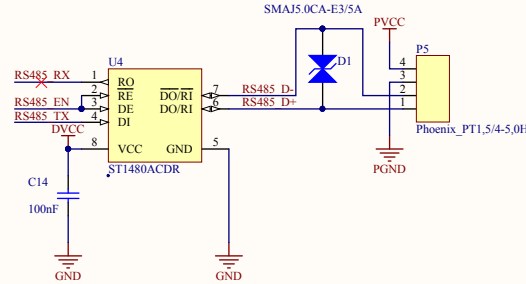 SMAJ5.0CA-E3/5A
PVCC
U4
D1
P5
RS485_RX 1 RO
2 RE DO/RI 7 RS485_D-
RS485_EN 3 DE DO/RI 6 RS485_D+
RS485_TX 4 DI
4
3
2
1
DVCC
8 VCC GND 5
ST1480ACDR
Phoenix_PT1,5/4-5,0H
PGND
C14
100nF
GND
GND